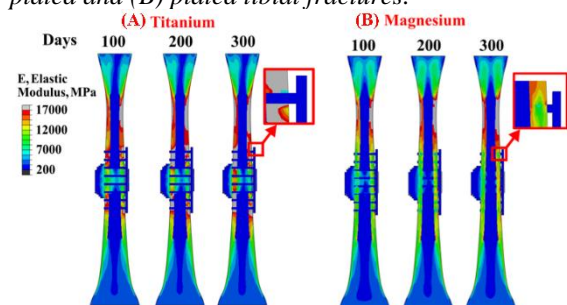 plated and (B) plated tibial fractures.
(A) Titanium (B) Magnesium
Days 100 200 300 100 200 300
E, Elastic
Modulus, MPa
17000
12000
7000
200